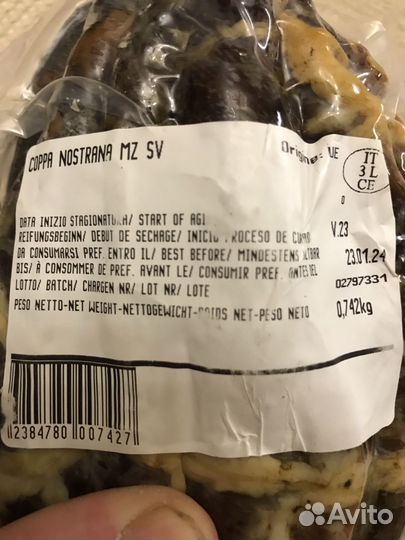 COPPA NOSTRANA MZ SV
Origine: UE
IT
3 L
CE
DATA INIZIO STAGIONATURA/ START OF AGI
REIFUNGSBEGINN/ DEBUT DE SECHAGE/ INICIO PROCESO DE V.23
DA CONSUMARSI PREF. ENTRO IL/ BEST BEFORE/ MINDESTENS 23.01.24
BIS/ À CONSOMMER DE PREF. AVANT LE/ CONSUMIR PREF. ANTES DEL
LOTTO/ BATCH/ CHARGEN NR/ LOT NR/ LOTE 02797331
PESO NETTO-NET WEIGHT-NETTOGEWICHT-POIDS NET-PESO NETO 0,742kg
2384780 007427
Avito